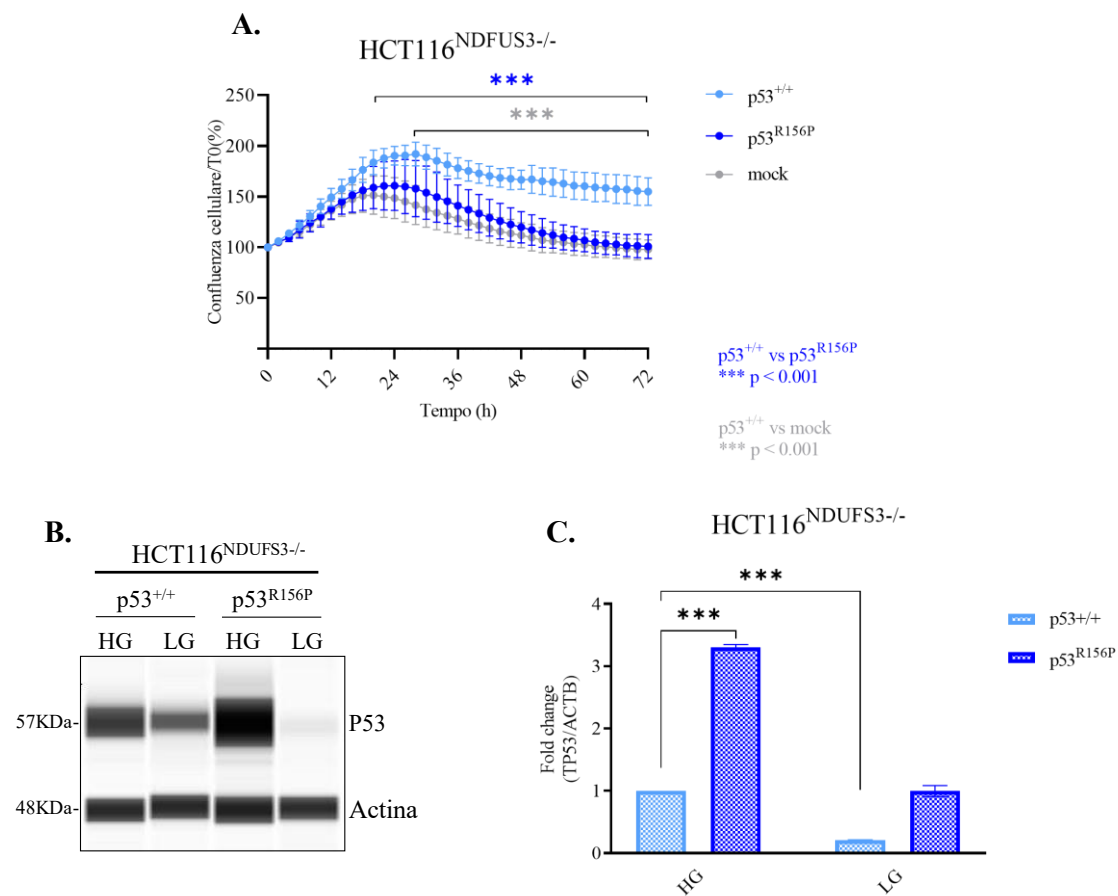 A.
HCT116NDFUS3-/-
***
***
250
200
150
100
50
0
12
24
36
48
60
72
Confluenza cellulare/T0(%)
Tempo (h)
p53+/+
p53R156P
mock
p53+/+ vs p53R156P
*** p < 0.001
p53+/+ vs mock
*** p < 0.001
B.
HCT116NDUFS3-/-
p53+/+ p53R156P
HG LG HG LG
57KDa- P53
48KDa- Actina
C.
HCT116NDUFS3-/-
***
***
4
3
2
1
0
Fold change
(TP53/ACTB)
HG
LG
p53+/+
p53R156P